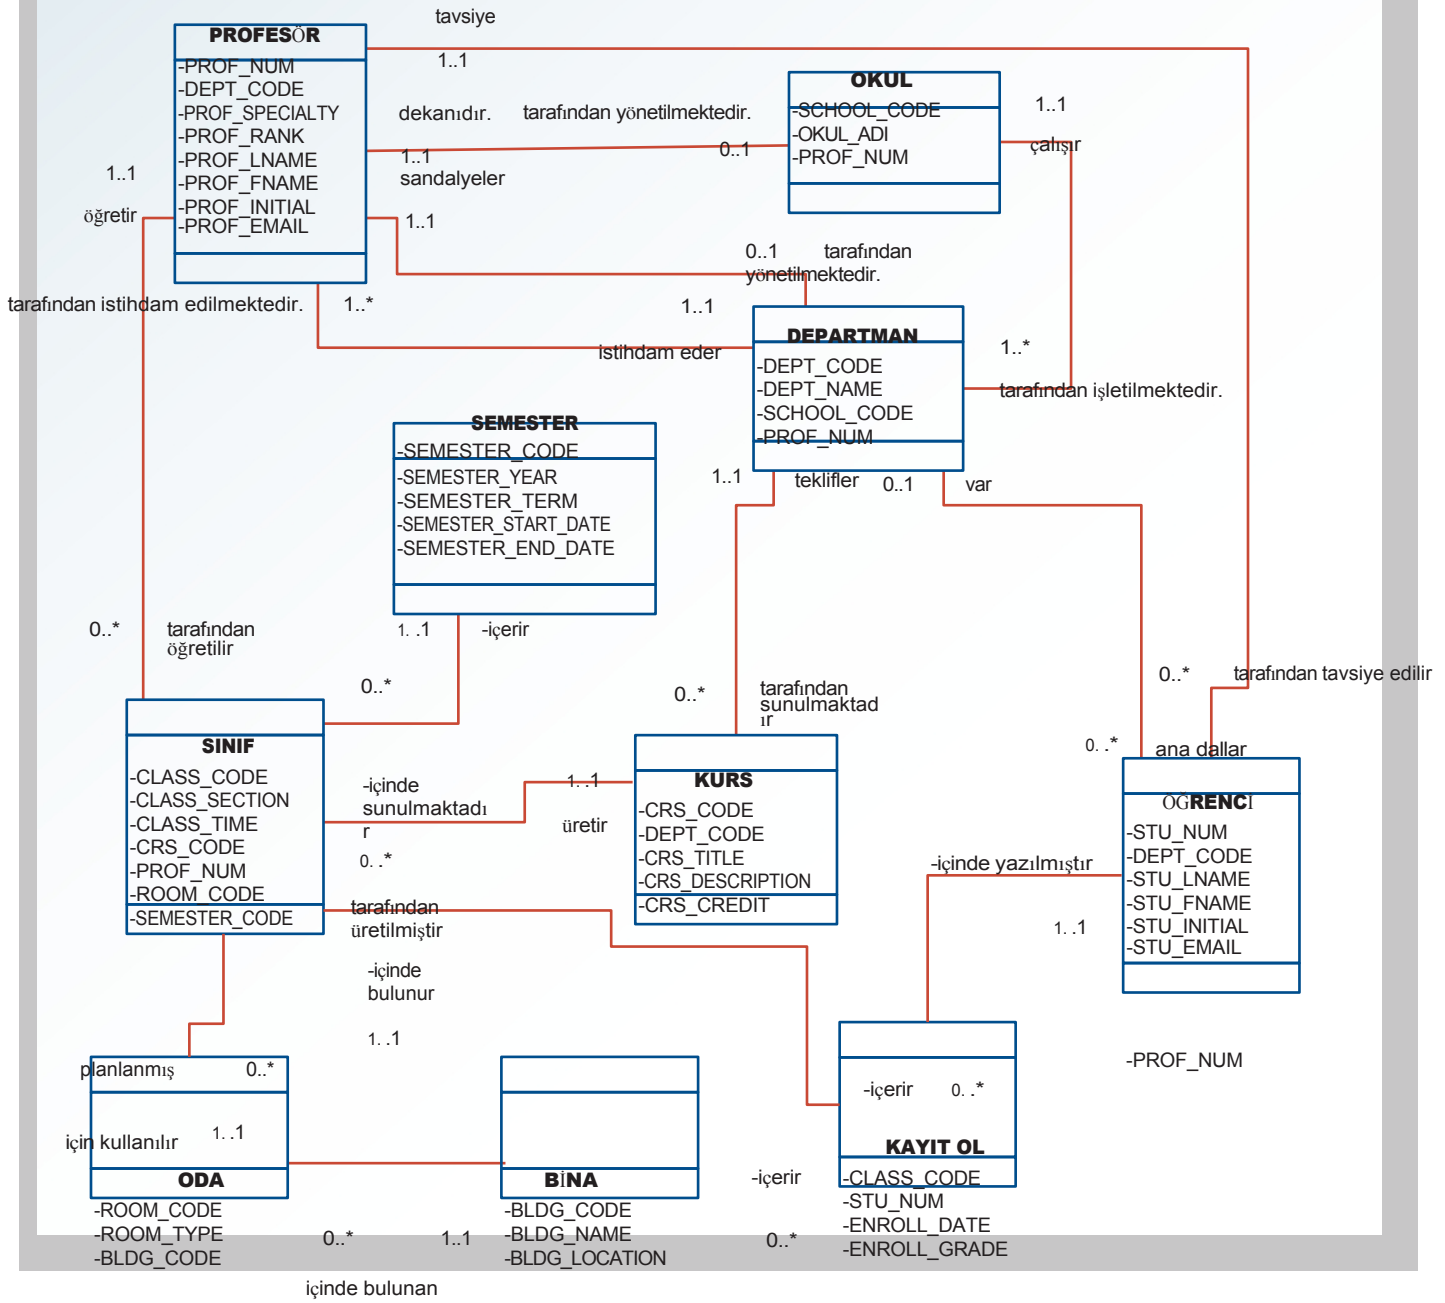 tavsiye
PROFESÖR
1..1
-PROF_NUM
-DEPT_CODE
-PROF_SPECIALTY
-PROF_RANK
-PROF_LNAME
-PROF_FNAME
-PROF_INITIAL
-PROF_EMAIL
OKUL
-SCHOOL_CODE
-OKUL_ADI
-PROF_NUM
1..1
çalışır
dekanıdır.
tarafından yönetilmektedir.
1..1
0..1
sandalyeler
1..1
1..1
öğretir
0..1 tarafından
yönetilmektedir.
tarafından istihdam edilmektedir.
1..*
1..1
istihdam eder
DEPARTMAN
-DEPT_CODE
-DEPT_NAME
-SCHOOL_CODE
-PROF_NUM
1..*
tarafından işletilmektedir.
SEMESTER
-SEMESTER_CODE
-SEMESTER_YEAR
-SEMESTER_TERM
-SEMESTER_START_DATE
-SEMESTER_END_DATE
1..1
teklifler
0..1
var
0..*
tarafından
öğretilir
1. .1
-içerir
0..*
0..*
tarafından
sunulmaktad
ır
0..*
tarafından tavsiye edilir
0. .*
ana dallar
SINIF
-CLASS_CODE
-CLASS_SECTION
-CLASS_TIME
-CRS_CODE
-PROF_NUM
-ROOM_CODE
-SEMESTER_CODE
-içinde
sunulmaktadı
r
0. .*
1. .1
üretir
KURS
-CRS_CODE
-DEPT_CODE
-CRS_TITLE
-CRS_DESCRIPTION
-CRS_CREDIT
ÖĞRENCİ
-STU_NUM
-DEPT_CODE
-STU_LNAME
-STU_FNAME
-STU_INITIAL
-STU_EMAIL
-PROF_NUM
-içinde yazılmıştır
1. .1
tarafından
üretilmiştir
-içinde
bulunur
1. .1
planlanmış
0..*
için kullanılır
1. .1
ODA
-ROOM_CODE
-ROOM_TYPE
-BLDG_CODE
BİNA
-BLDG_CODE
-BLDG_NAME
-BLDG_LOCATION
0..*
1..1
içinde bulunan
-içerir
0. .*
KAYIT OL
-CLASS_CODE
-STU_NUM
-ENROLL_DATE
-ENROLL_GRADE
-içerir
0..*